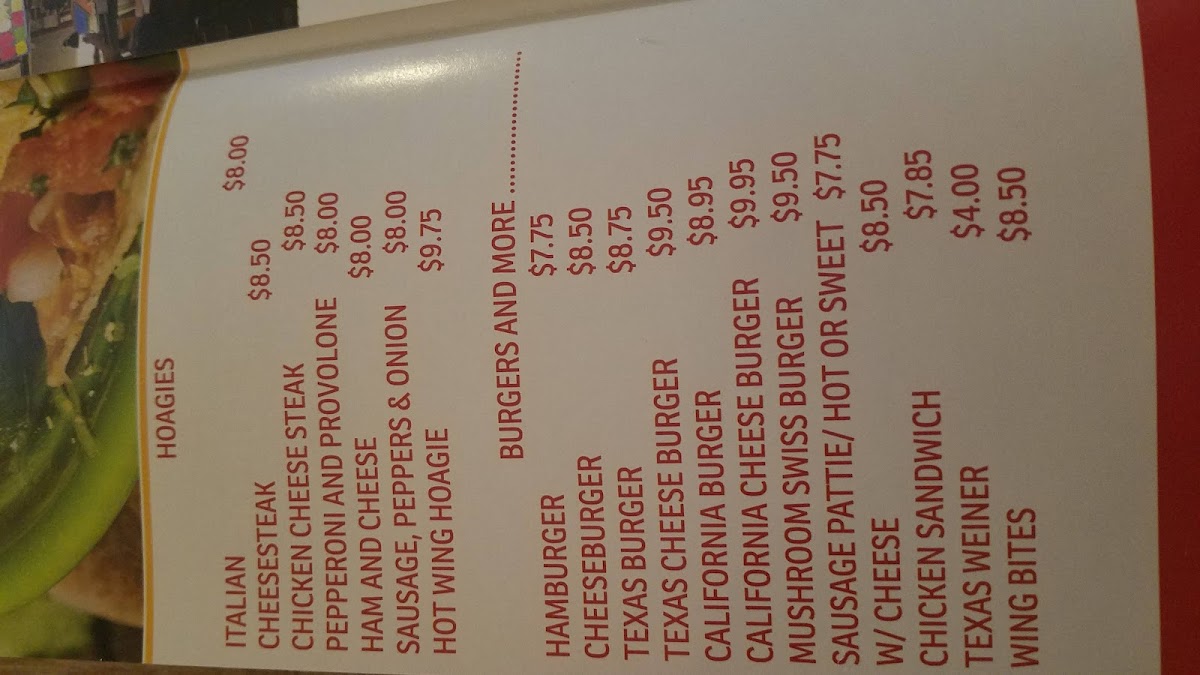 HOAGIES
ITALIAN $8.00
CHEESESTEAK $8.50
CHICKEN CHEESE STEAK $8.50
PEPPERONI AND PROVOLONE $8.00
HAM AND CHEESE $8.00
SAUSAGE, PEPPERS & ONION $8.00
HOT WING HOAGIE $9.75
BURGERS AND MORE........................
HAMBURGER $7.75
CHEESEBURGER $8.50
TEXAS BURGER $8.75
TEXAS CHEESE BURGER $9.50
CALIFORNIA BURGER $8.95
CALIFORNIA CHEESE BURGER $9.95
MUSHROOM SWISS BURGER $9.50
SAUSAGE PATTIE/ HOT OR SWEET $7.75
W/ CHEESE $8.50
CHICKEN SANDWICH $7.85
TEXAS WEINER $4.00
WING BITES $8.50